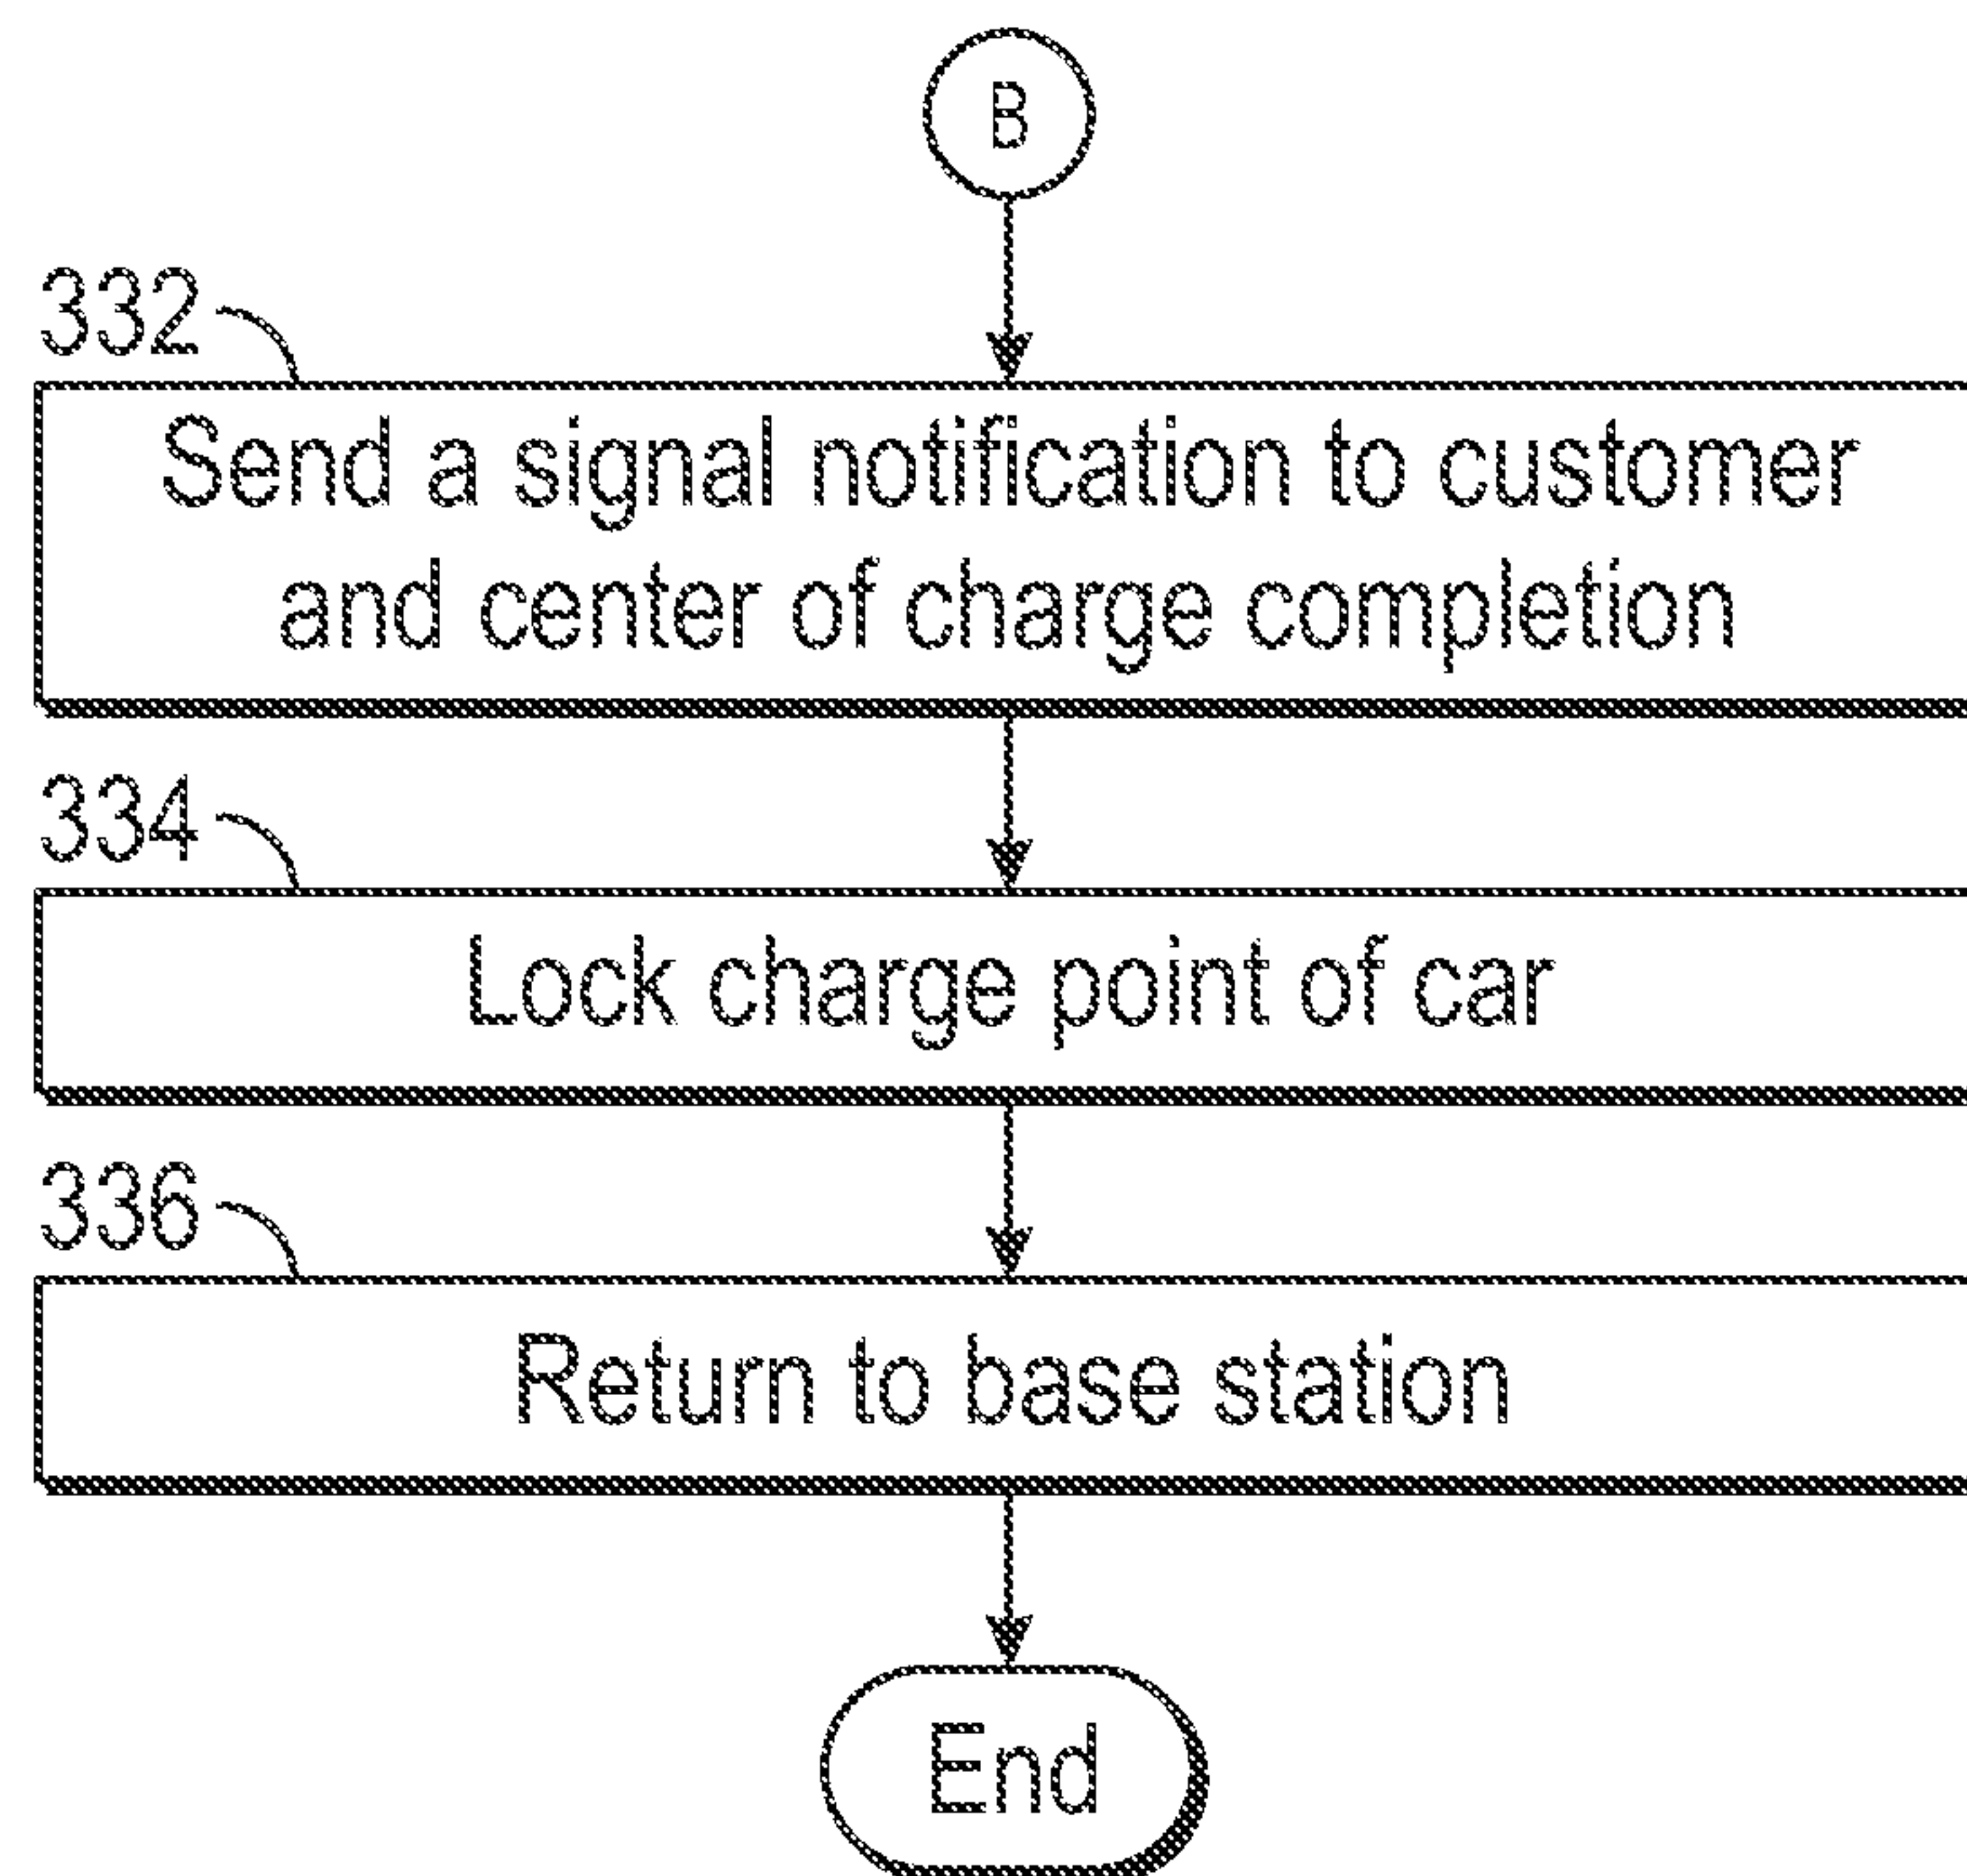 B
332
Send a signal notification to customer
and center of charge completion
334
Lock charge point of car
336
Return to base station
End